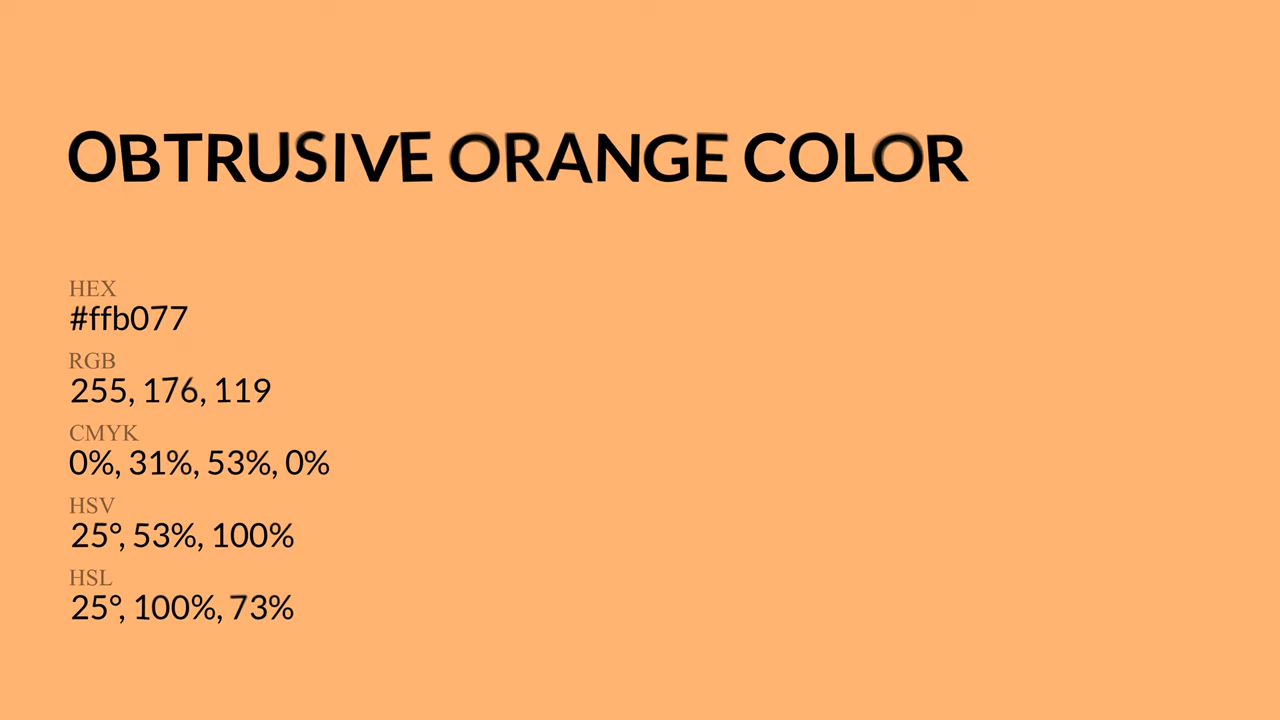 OBTRUSIVE ORANGE COLOR
HEX
#ffb077
RGB
255, 176, 119
CMYK
0%, 31%, 53%, 0%
HSV
25°, 53%, 100%
HSL
25°, 100%, 73%